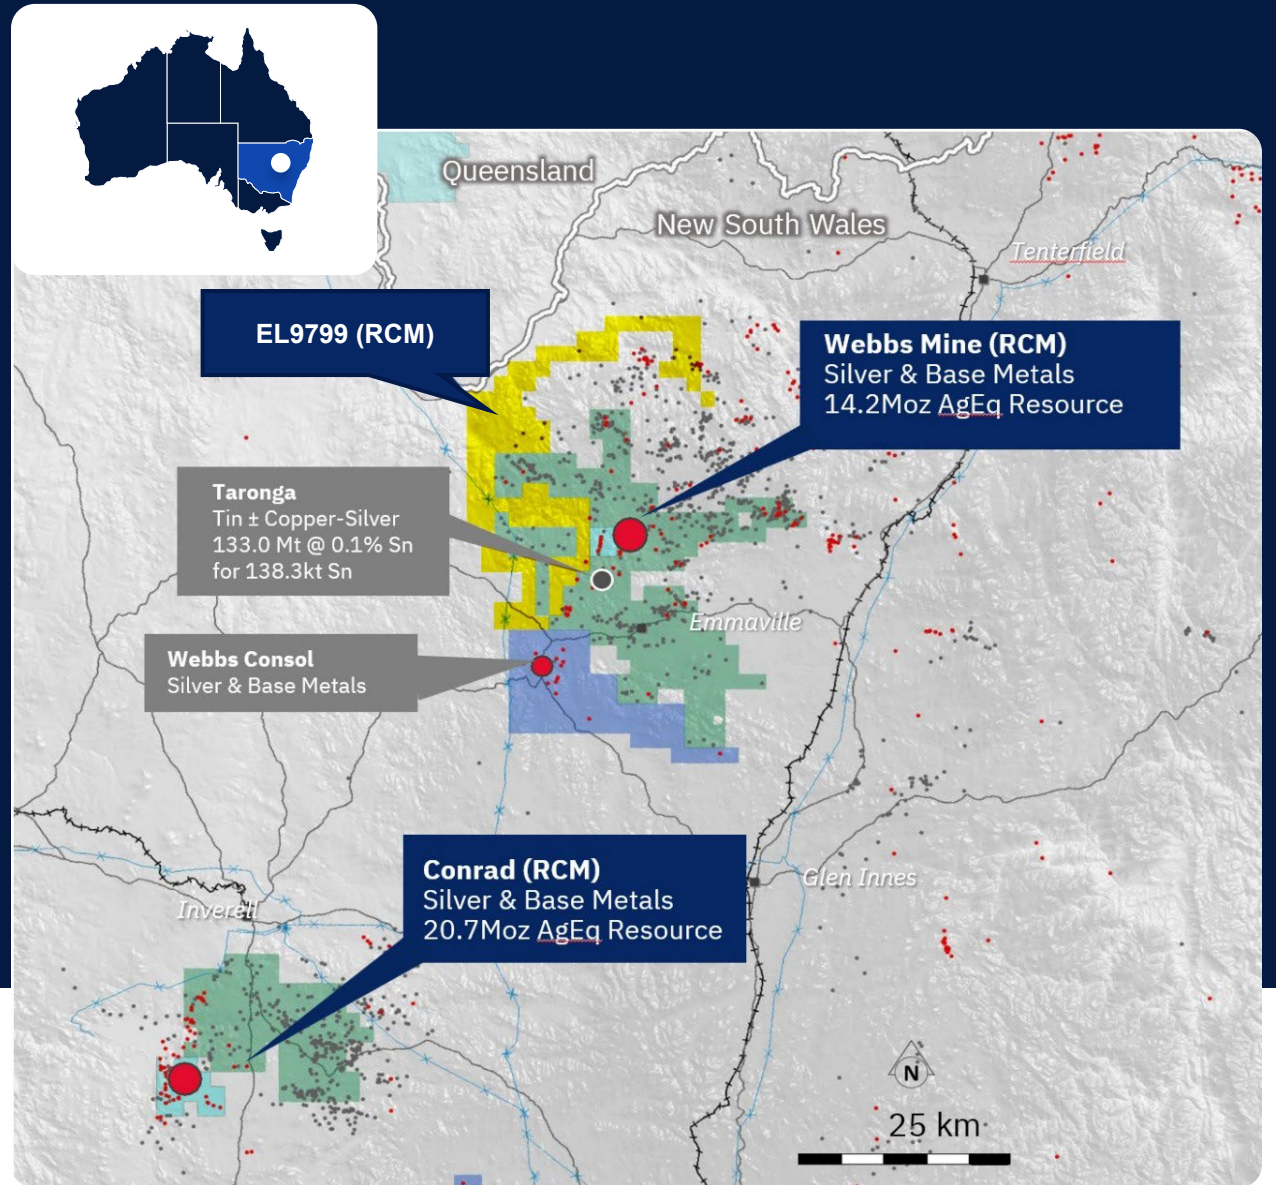 Queensland
New South Wales
Tenterfield
EL9799 (RCM)
Webbs Mine (RCM)
Silver & Base Metals
14.2Moz AgEq Resource
Taronga
Tin ± Copper-Silver
133.0 Mt @ 0.1% Sn
for 138.3kt Sn
Emmaville
Webbs Consol
Silver & Base Metals
Conrad (RCM)
Silver & Base Metals
20.7Moz AgEq Resource
Glen Innes
Inverell
N
25 km